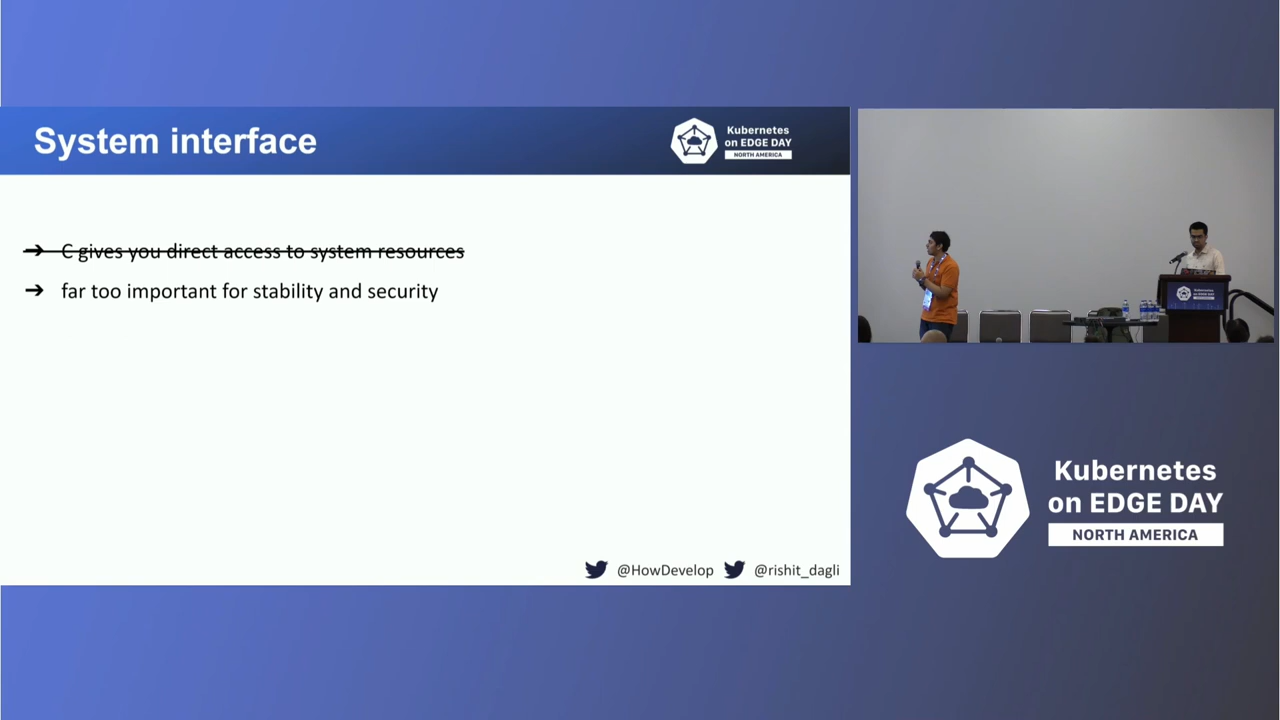 System interface
Kubernetes
on EDGE DAY
NORTH AMERICA
➔ C gives you direct access to system resources
➔ far too important for stability and security
@HowDevelop @rishit_dagli
Kubernetes
on EDGE DAY
NORTH AMERICA